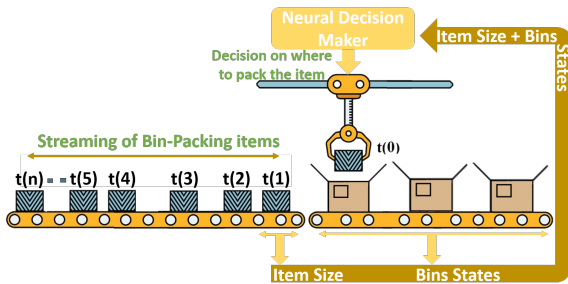 Neural Decision
Maker
Item Size + Bins
States
Decision on where
to pack the item
Streaming of Bin-Packing items
t(0)
t(n) t(5) t(4) t(3) t(2) t(1)
Item Size
Bins States